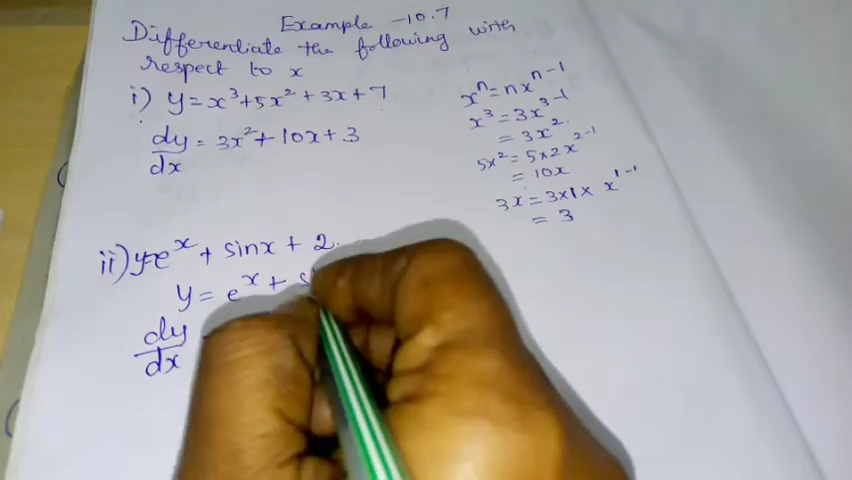 Example - 10.7
Differentiate the following with
respect to x
i) y = x³ + 5x² + 3x + 7
dy/dx = 3x² + 10x + 3
xⁿ = nxⁿ⁻¹
x³ = 3x³⁻¹
= 3x²
5x² = 5×2x²⁻¹
= 10x
3x = 3×1× x¹⁻¹
= 3
ii) y=eˣ + sinx + 2.
y = eˣ + s
dy/dx